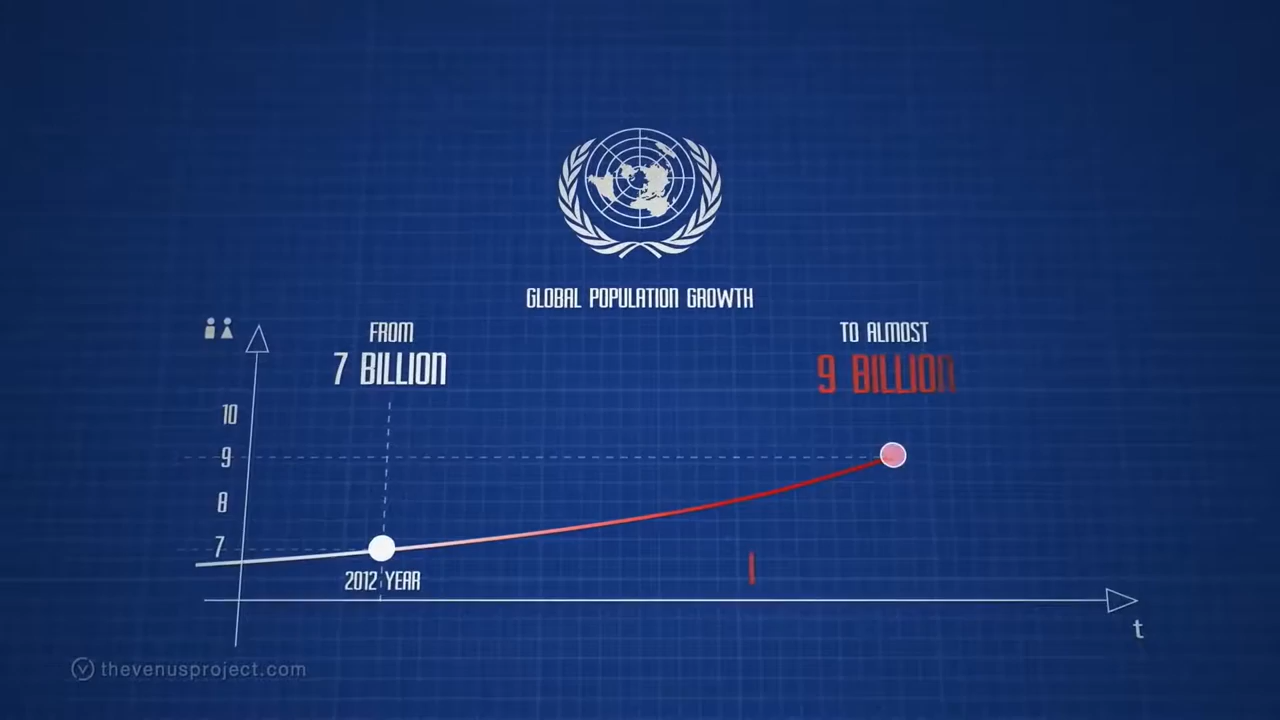 GLOBAL POPULATION GROWTH
FROM
7 BILLION
TO ALMOST
9 BILLION
10
9
8
7
2012 YEAR
t
thevenusproject.com